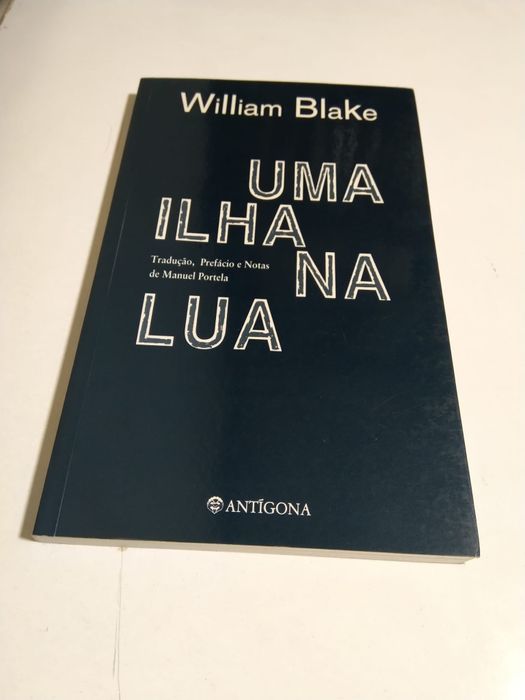 William Blake
UMA
ILHA
Tradução, Prefácio e Notas
de Manuel Portela
NA
LUA
ANTÍGONA